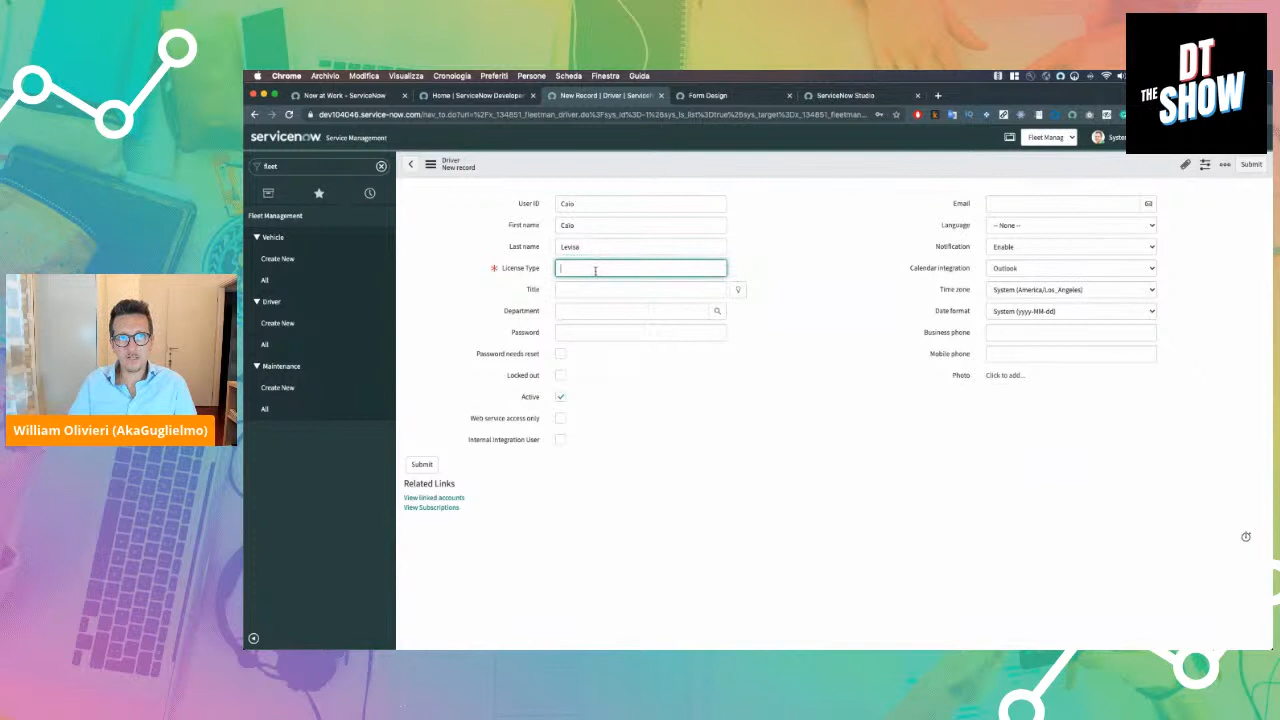 DT
THE SHOW
Chrome Archivio Modifica Visualizza Cronologia Preferiti Persone Scheda Finestra Guida
Now at Work - ServiceNow
Home | ServiceNow Developer
New Record | Driver | Service
Form Design
ServiceNow Studio
servicenow Service Management
Fleet Manag
System
fleet
Driver
New record
Submit
Fleet Management
Vehicle
Create New
All
Driver
Create New
All
Maintenance
Create New
All
User ID Caio
First name Caio
Last name Levisa
License Type
Title
Department
Password
Password needs reset
Locked out
Active
Web service access only
Internal Integration User
Email
Language -- None --
Notification Enable
Calendar integration Outlook
Time zone System (America/Los_Angeles)
Date format System (yyyy-MM-dd)
Business phone
Mobile phone
Photo Click to add...
Submit
Related Links
View linked accounts
View Subscriptions
William Olivieri (AkaGuglielmo)